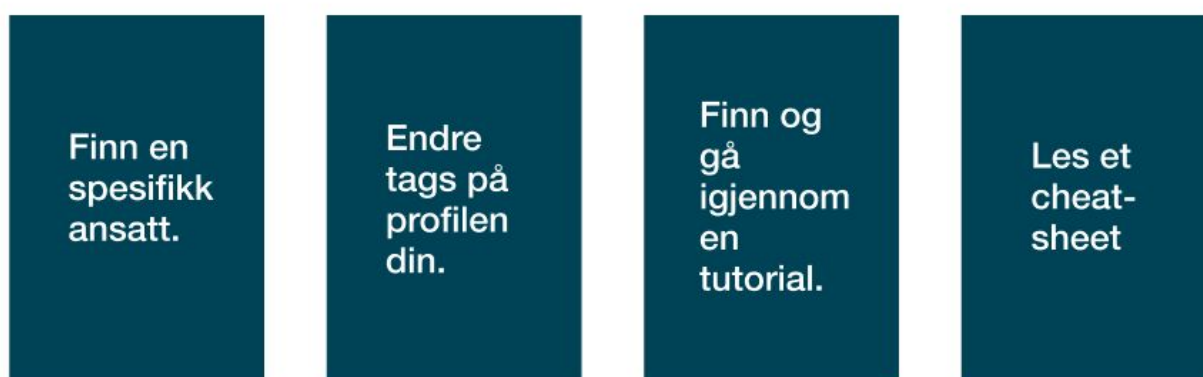 Finn en
spesifikk
ansatt.
Endre
tags på
profilen
din.
Finn og
gå
igjennom
en
tutorial.
Les et
cheat-
sheet